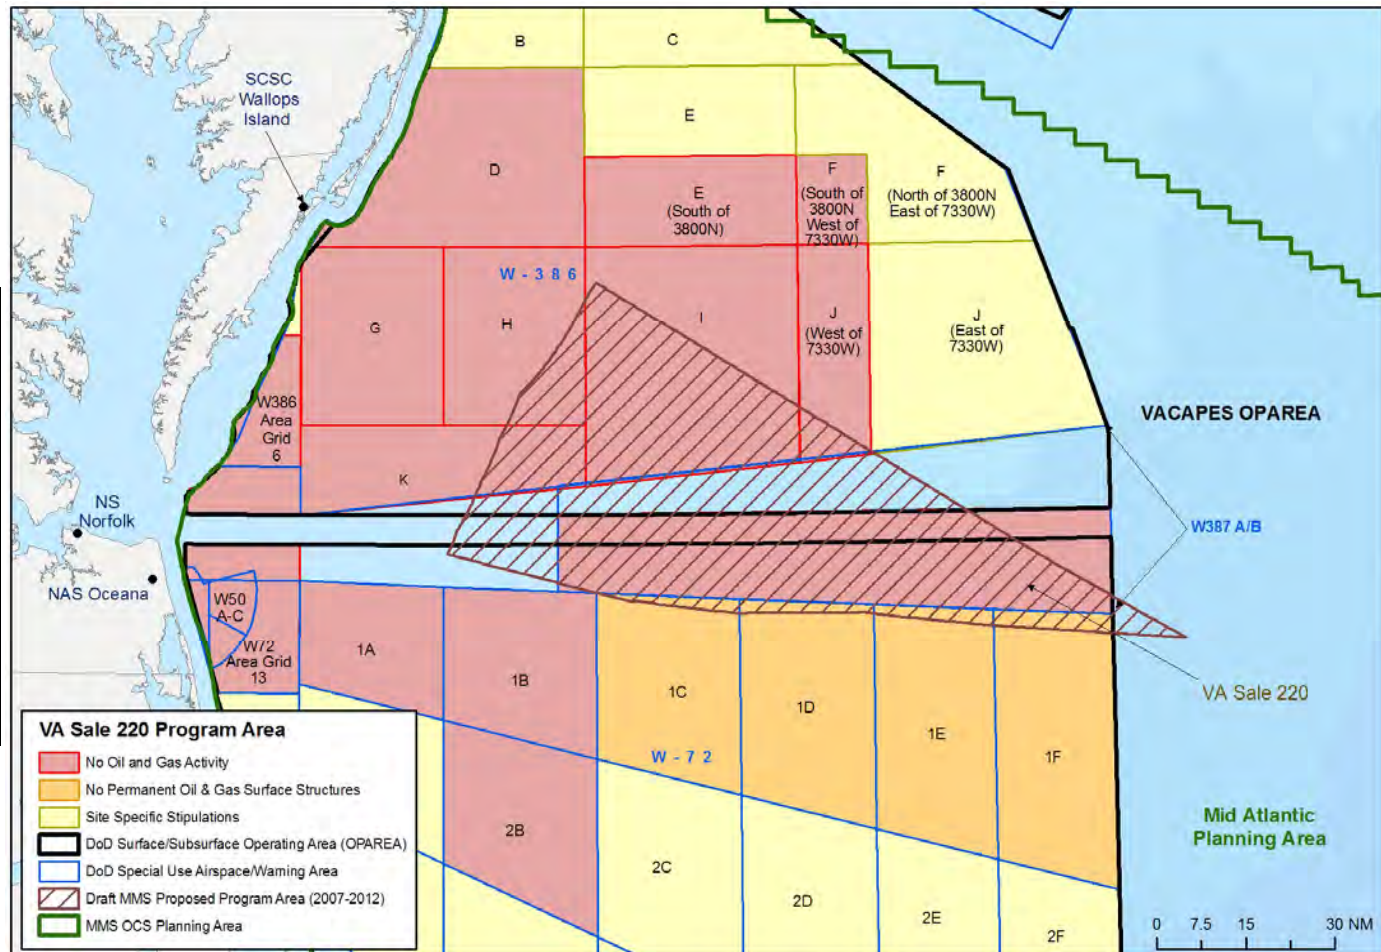 B
C
SCSC
Wallops
Island
E
D
E
(South of
3800N)
F
(South of
3800N
West of
7330W)
F
(North of 3800N
East of 7330W)
W - 3 8 6
G
H
I
J
(West of
7330W)
J
(East of
7330W)
W386
Area
Grid
6
VACAPES OPAREA
K
NS
Norfolk
W387 A/B
NAS Oceana
W50
A-C
W72
Area Grid
13
1A
1B
1C
1D
1E
1F
VA Sale 220
W - 7 2
2B
2C
2D
2E
2F
Mid Atlantic
Planning Area
VA Sale 220 Program Area
No Oil and Gas Activity
No Permanent Oil & Gas Surface Structures
Site Specific Stipulations
DoD Surface/Subsurface Operating Area (OPAREA)
DoD Special Use Airspace/Warning Area
Draft MMS Proposed Program Area (2007-2012)
MMS OCS Planning Area
0 7.5 15 30 NM